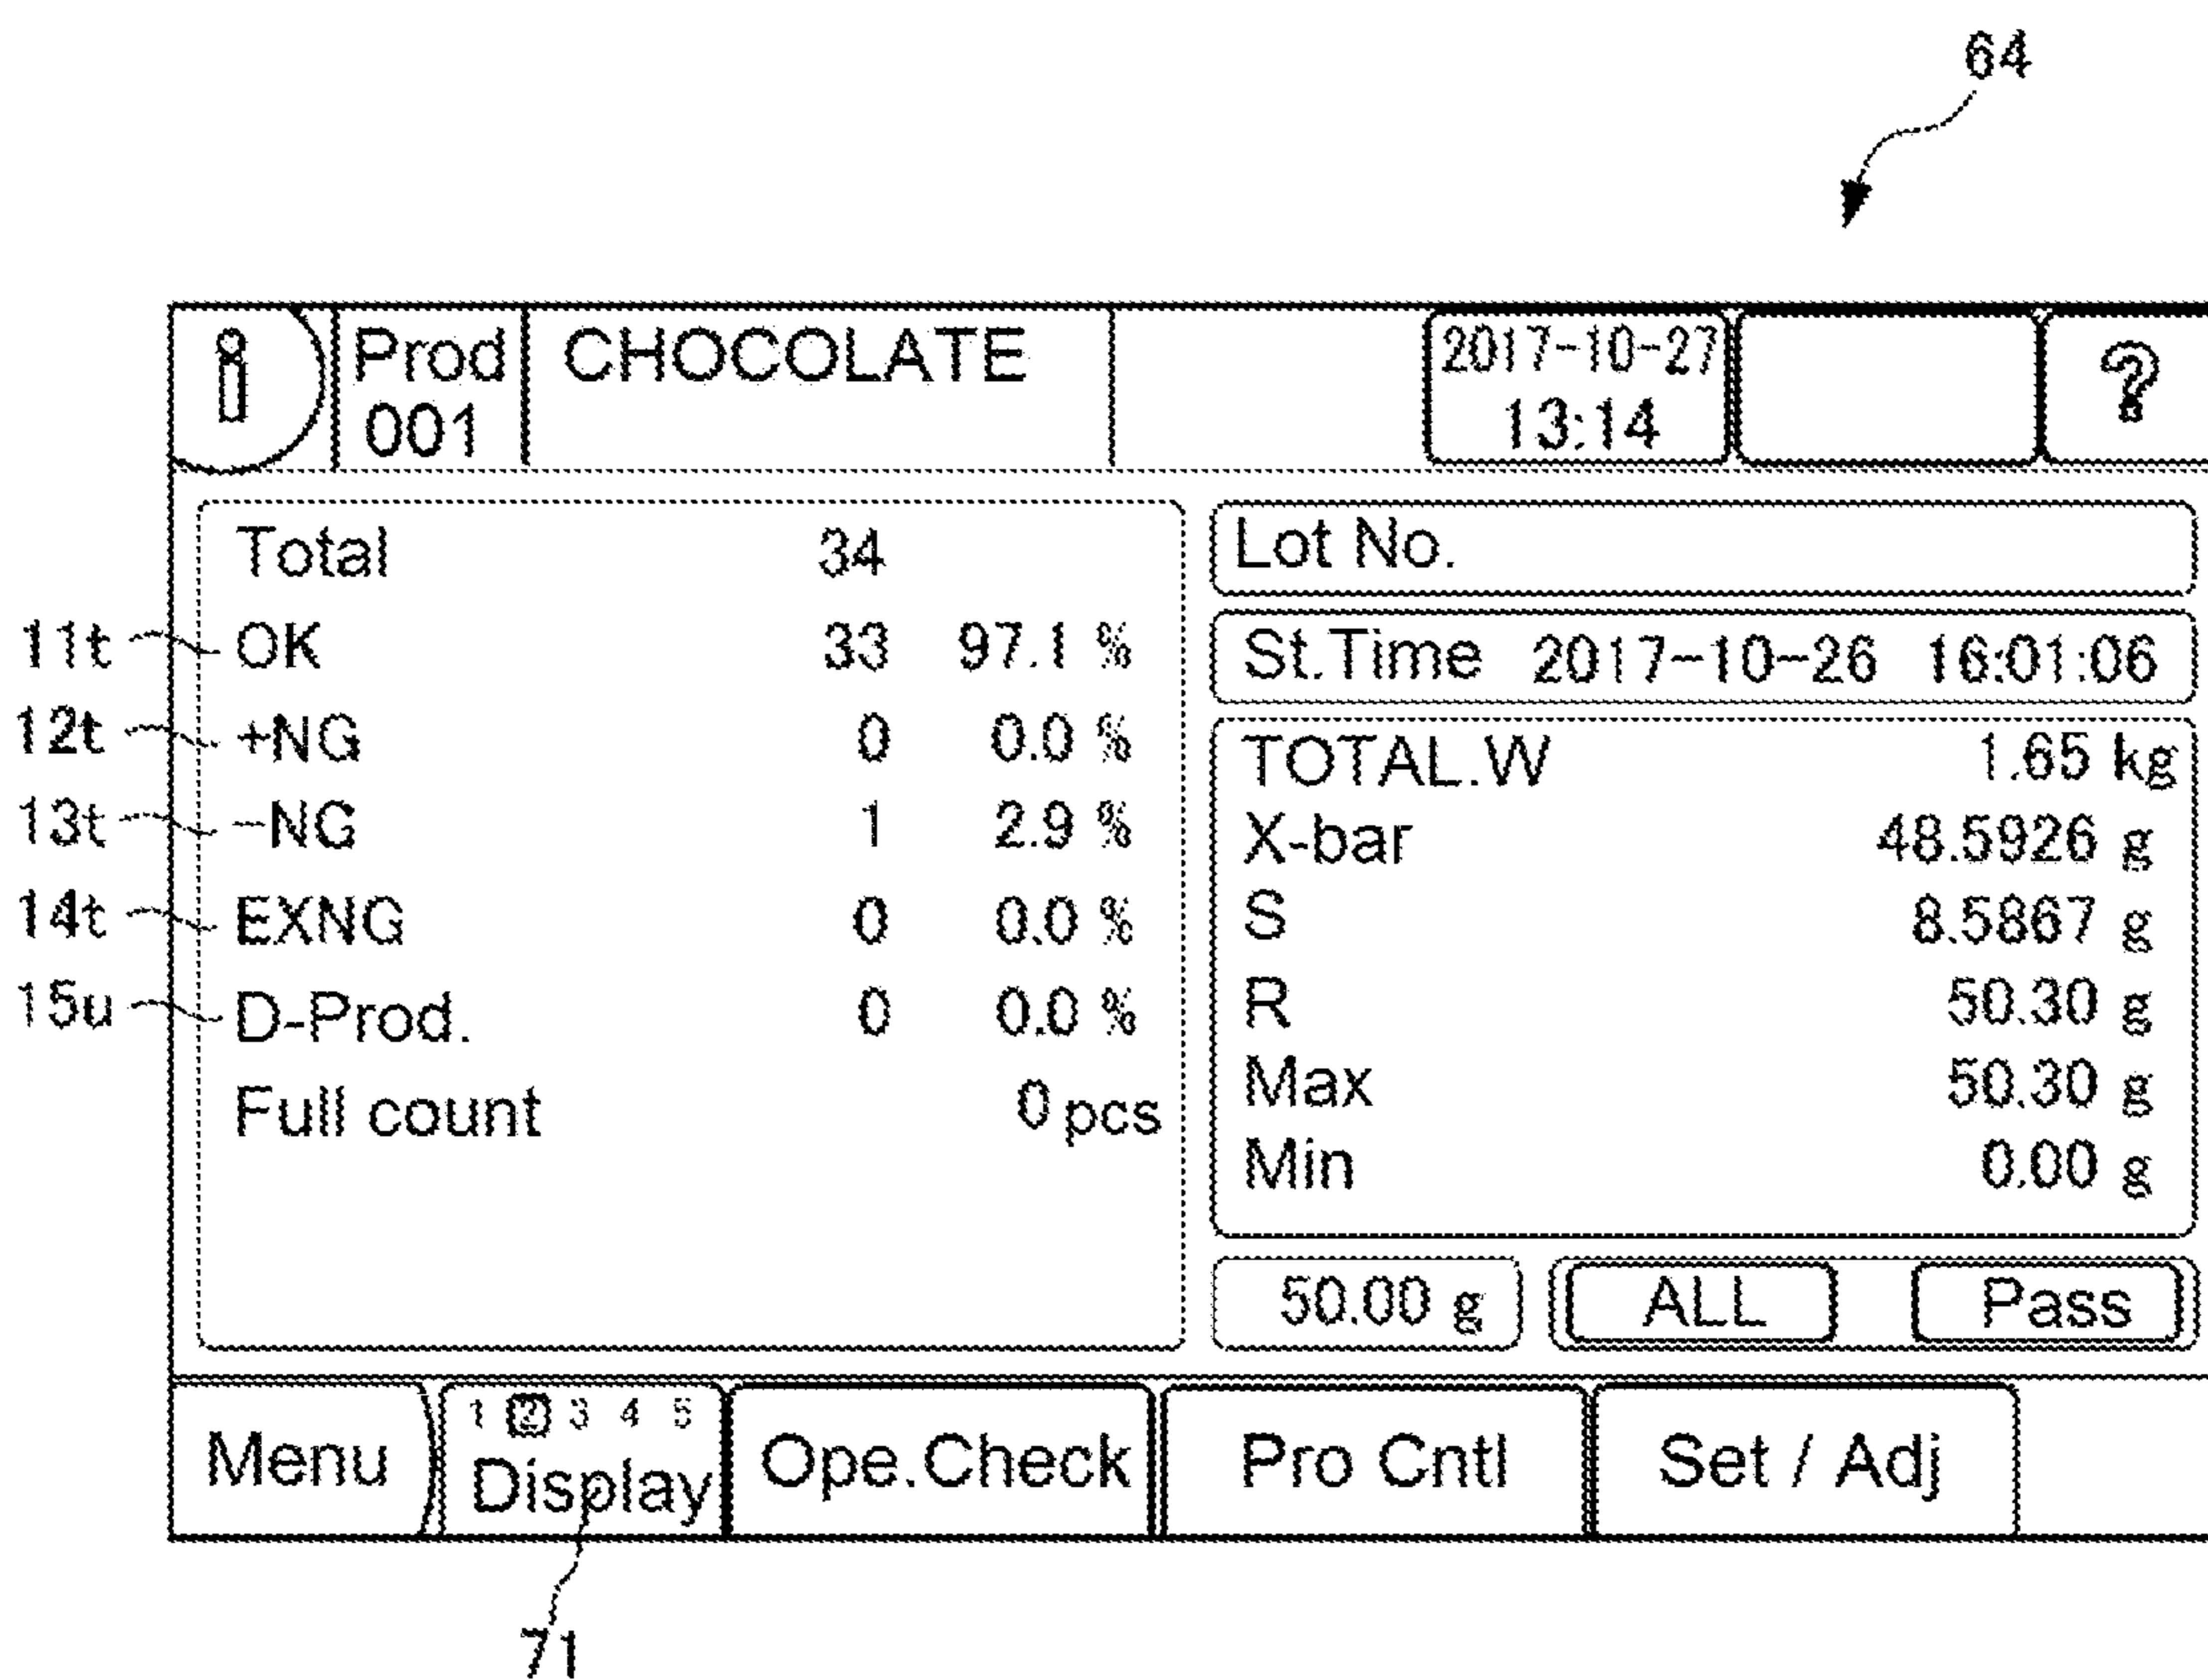 64
i Prod 001 CHOCOLATE 2017-10-27 13:14 ?
Total 34
11t OK 33 97.1 %
12t +NG 0 0.0 %
13t -NG 1 2.9 %
14t EXNG 0 0.0 %
15u D-Prod. 0 0.0 %
Full count 0 pcs
Lot No.
St.Time 2017-10-26 16:01:06
TOTAL.W 1.65 kg
X-bar 48.5926 g
S 8.5867 g
R 50.30 g
Max 50.30 g
Min 0.00 g
50.00 g ALL Pass
1 2 3 4 5
Menu Display Ope.Check Pro Cntl Set / Adj
71